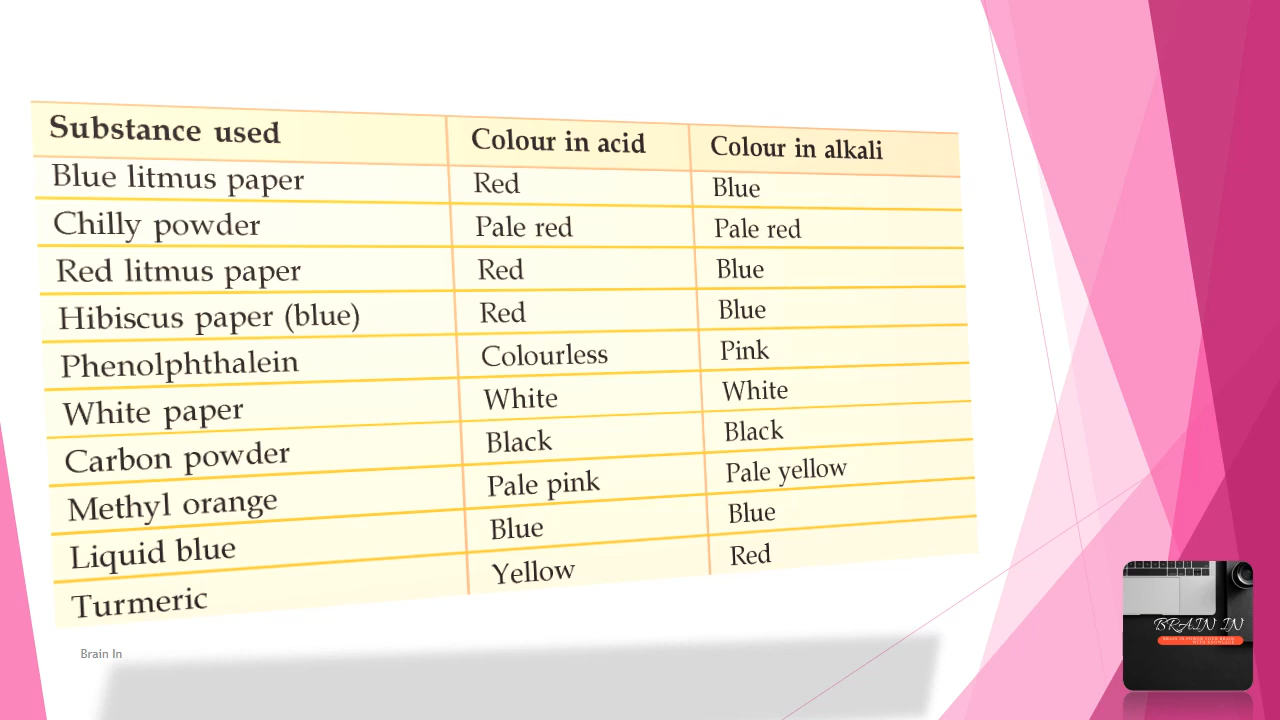 Substance used Colour in acid Colour in alkali
Blue litmus paper Red Blue
Chilly powder Pale red Pale red
Red litmus paper Red Blue
Hibiscus paper (blue) Red Blue
Phenolphthalein Colourless Pink
White paper White White
Carbon powder Black Black
Methyl orange Pale pink Pale yellow
Liquid blue Blue Blue
Turmeric Yellow Red
Brain In
BRAIN IN